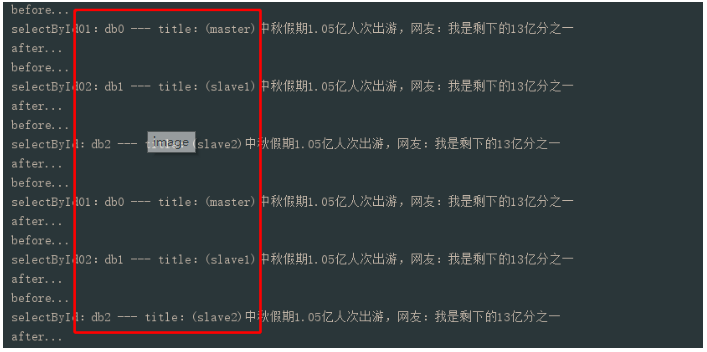 before...
selectById01: db0 --- title: (master)中秋假期1.05亿人次出游，网友：我是剩下的13亿分之一
after...
before...
selectById02: db1 --- title: (slave1)中秋假期1.05亿人次出游，网友：我是剩下的13亿分之一
after...
before...
selectById: db2 --- image (slave2)中秋假期1.05亿人次出游，网友：我是剩下的13亿分之一
after...
before...
selectById01: db0 --- title: (master)中秋假期1.05亿人次出游，网友：我是剩下的13亿分之一
after...
before...
selectById02: db1 --- title: (slave1)中秋假期1.05亿人次出游，网友：我是剩下的13亿分之一
after...
before...
selectById: db2 --- title: (slave2)中秋假期1.05亿人次出游，网友：我是剩下的13亿分之一
after...